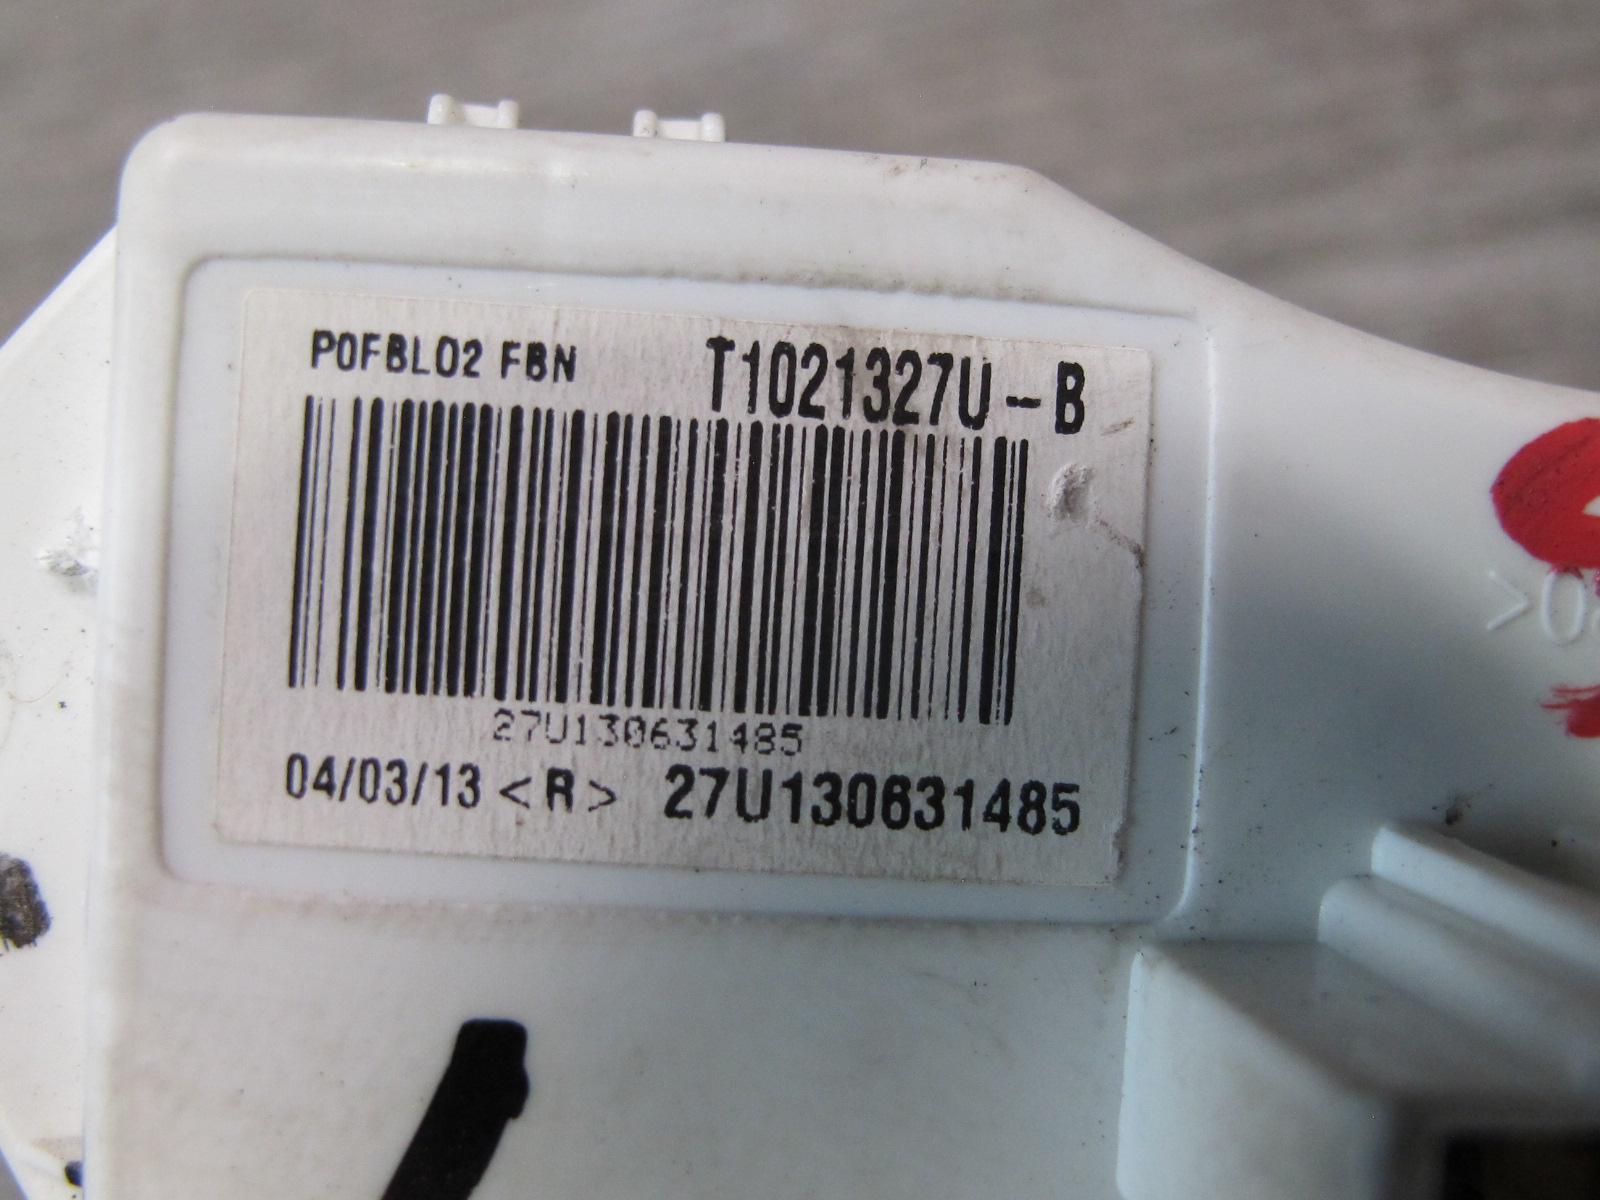 P0FBL02 FBN T1021327U-B
27U130631485
04/03/13 <R> 27U130631485